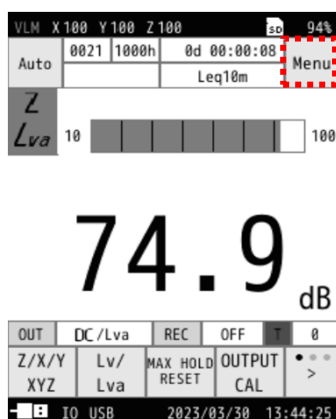 VLM X100 Y100 Z100 SD 94%
Auto 0021 1000h 0d 00:00:08 Menu
Leq10m
Z
Lva 10 100
74.9 dB
OUT DC/Lva REC OFF T 0
Z/X/Y XYZ Lv/ Lva MAX HOLD RESET OUTPUT CAL >
IO USB 2023/03/30 13:44:25